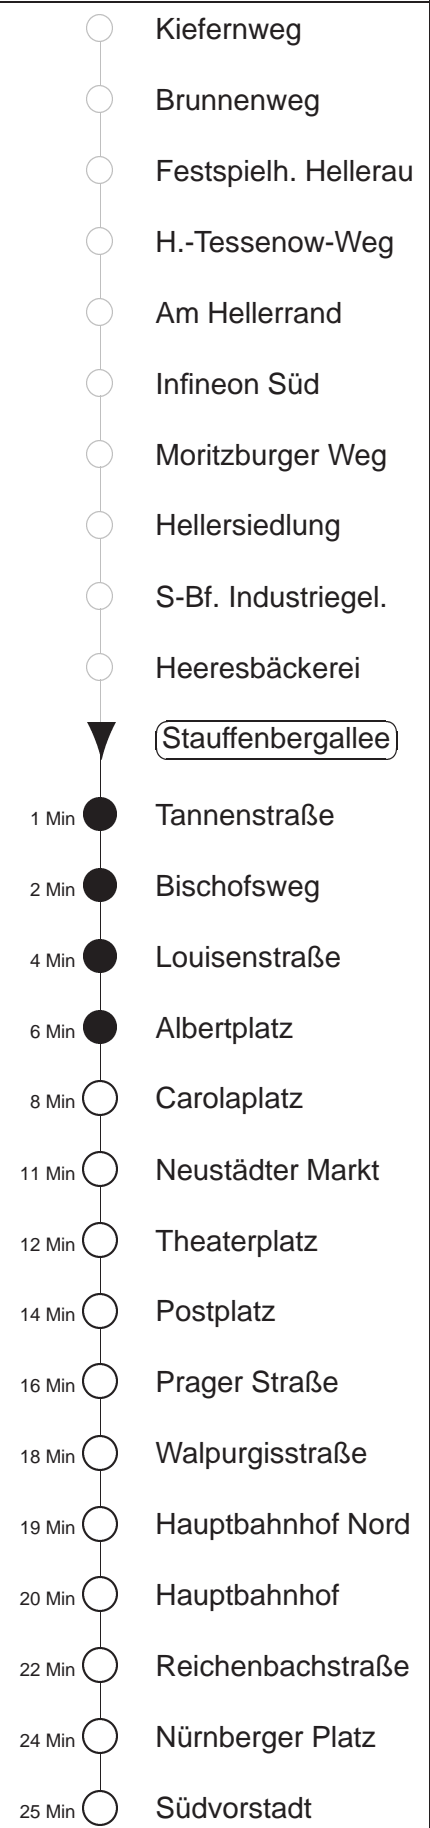 Kiefernweg
Brunnenweg
Festspielh. Hellerau
H.-Tessenow-Weg
Am Hellerrand
Infineon Süd
Moritzburger Weg
Hellersiedlung
S-Bf. Industriegel.
Heeresbäckerei
Stauffenbergallee
1 Min Tannenstraße
2 Min Bischofsweg
4 Min Louisenstraße
6 Min Albertplatz
8 Min Carolaplatz
11 Min Neustädter Markt
12 Min Theaterplatz
14 Min Postplatz
16 Min Prager Straße
18 Min Walpurgisstraße
19 Min Hauptbahnhof Nord
20 Min Hauptbahnhof
22 Min Reichenbachstraße
24 Min Nürnberger Platz
25 Min Südvorstadt